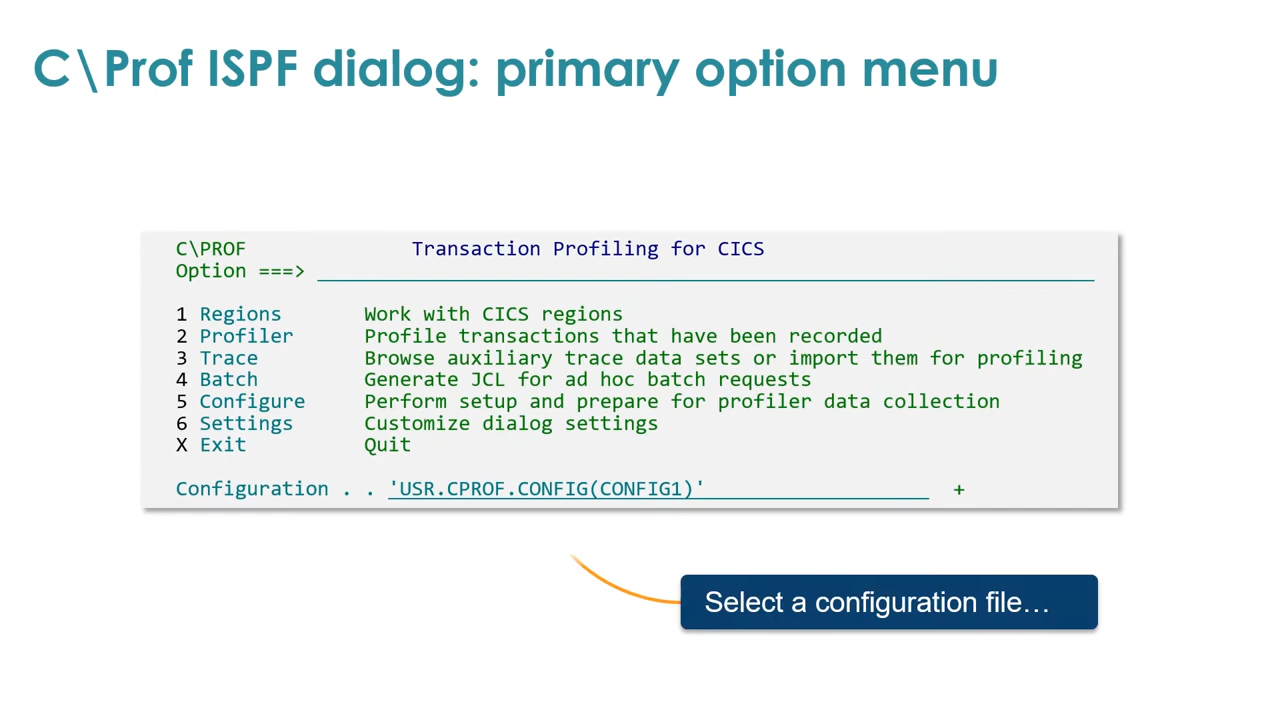 C\Prof ISPF dialog: primary option menu
C\PROF Transaction Profiling for CICS
Option ===>
1 Regions Work with CICS regions
2 Profiler Profile transactions that have been recorded
3 Trace Browse auxiliary trace data sets or import them for profiling
4 Batch Generate JCL for ad hoc batch requests
5 Configure Perform setup and prepare for profiler data collection
6 Settings Customize dialog settings
X Exit Quit
Configuration . . 'USR.CPROF.CONFIG(CONFIG1)' +
Select a configuration file…